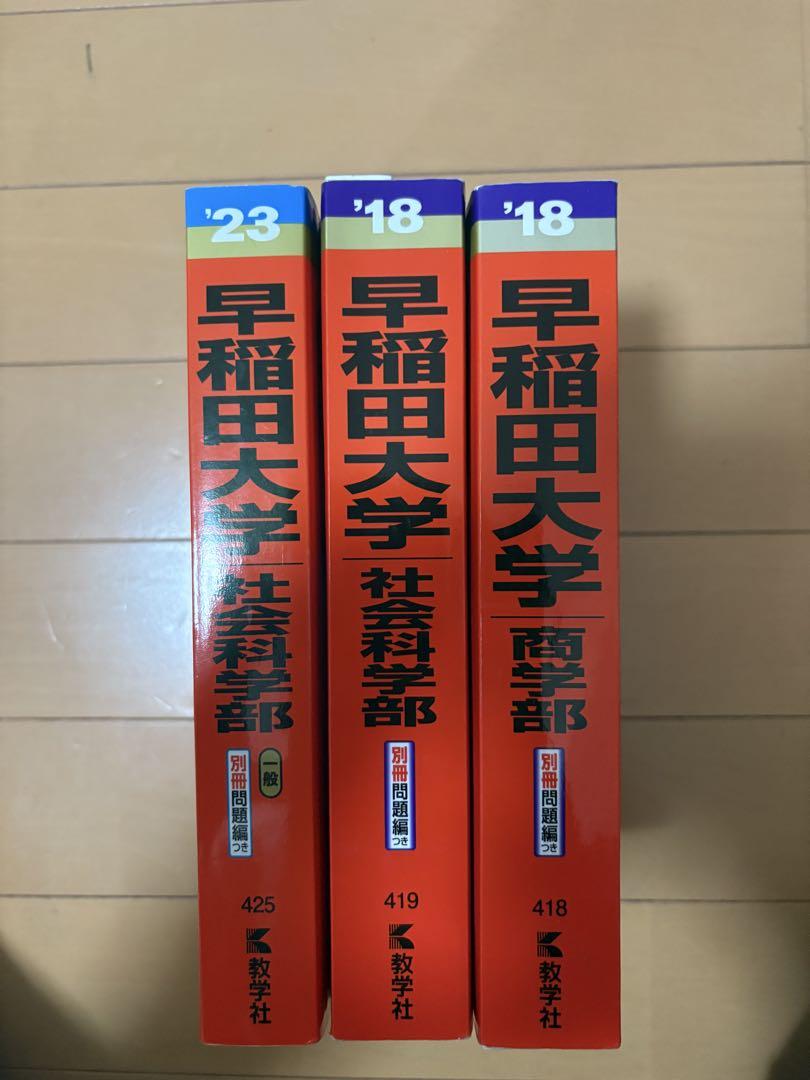 '23
早稲田大学
社会科学部
一般
別冊問題編つき
425
教学社
'18
早稲田大学
社会科学部
別冊問題編つき
419
教学社
'18
早稲田大学
商学部
別冊問題編つき
418
教学社